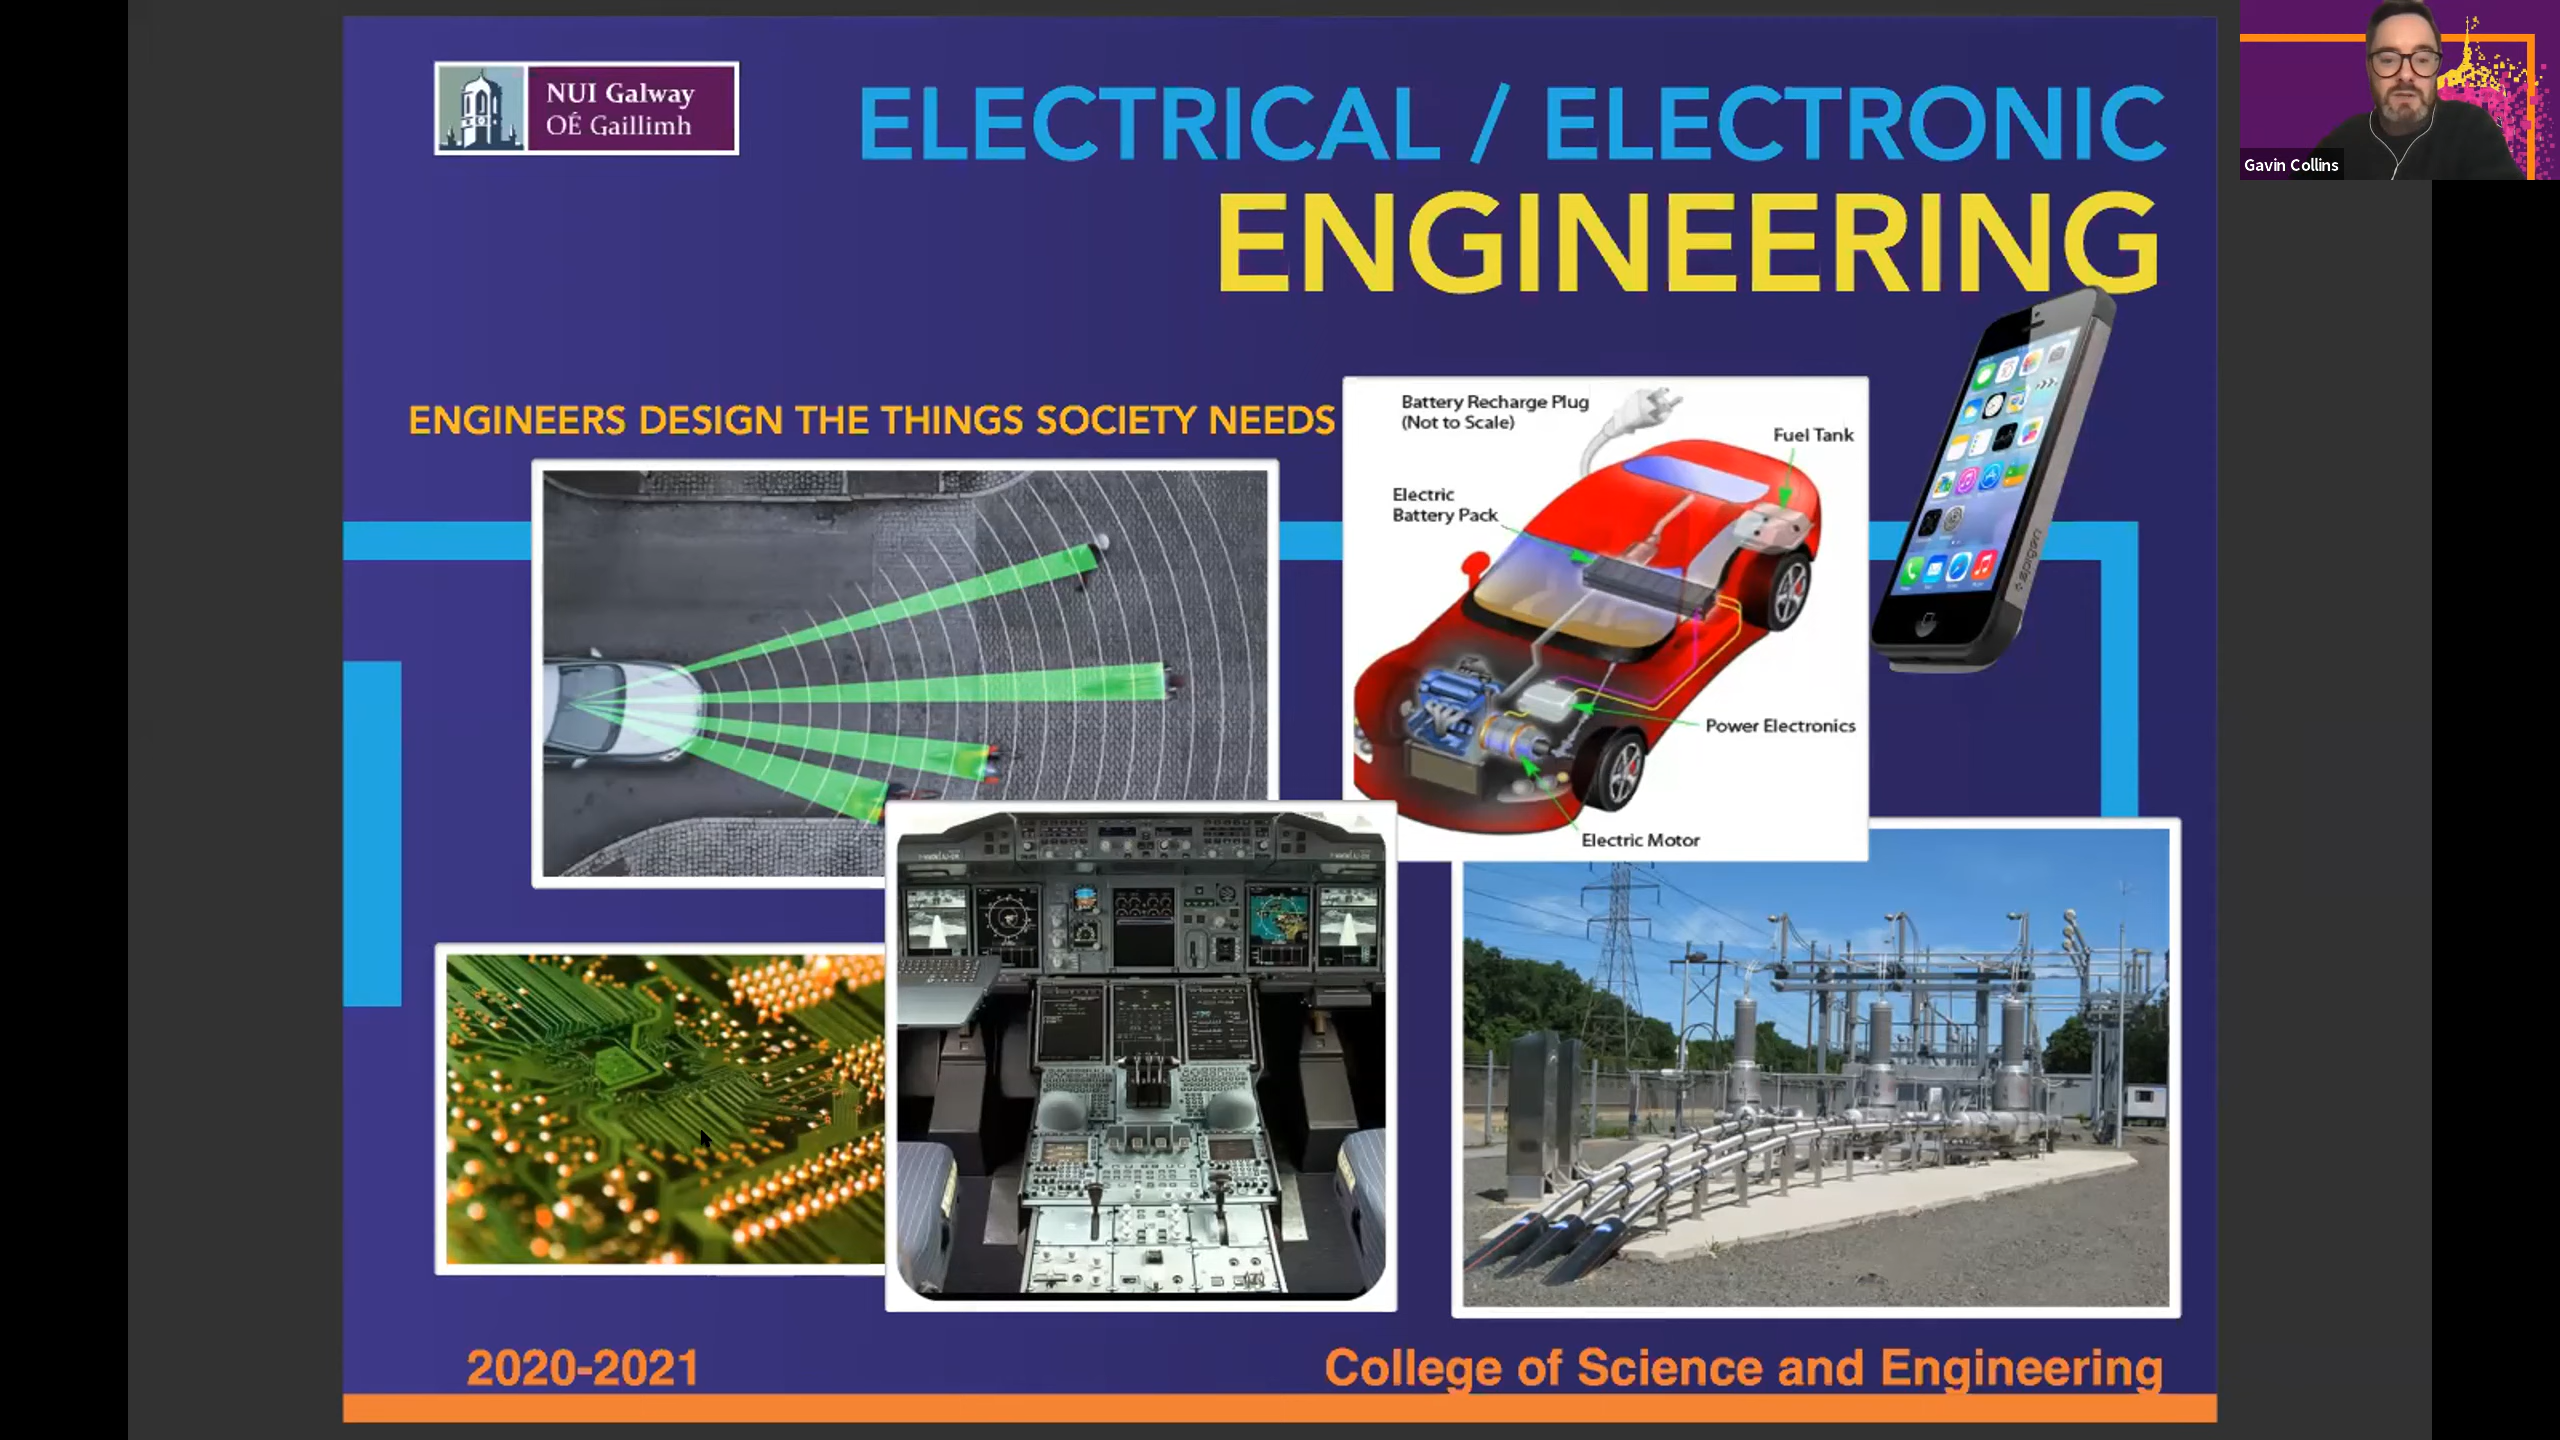 NUI Galway
OÉ Gaillimh
ELECTRICAL / ELECTRONIC
ENGINEERING
Gavin Collins
ENGINEERS DESIGN THE THINGS SOCIETY NEEDS
Battery Recharge Plug
(Not to Scale)
Fuel Tank
Electric
Battery Pack
Power Electronics
Electric Motor
spigen
2020-2021
College of Science and Engineering